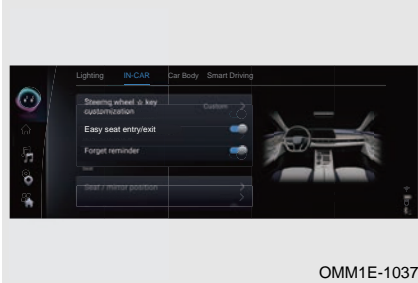 Lighting IN-CAR Car Body Smart Driving
Steering wheel ☆ key
customization
Custom
Easy seat entry/exit
Forget reminder
Seat
Seat / mirror position
OMM1E-1037